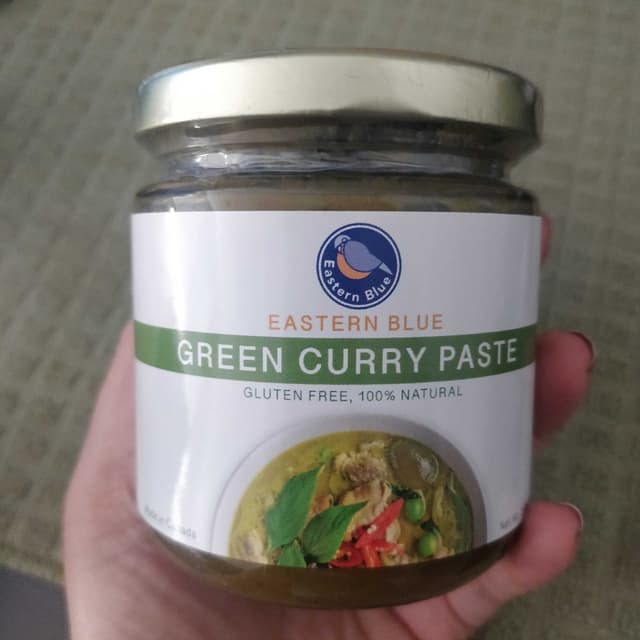 Eastern Blue
EASTERN BLUE
GREEN CURRY PASTE
GLUTEN FREE, 100% NATURAL